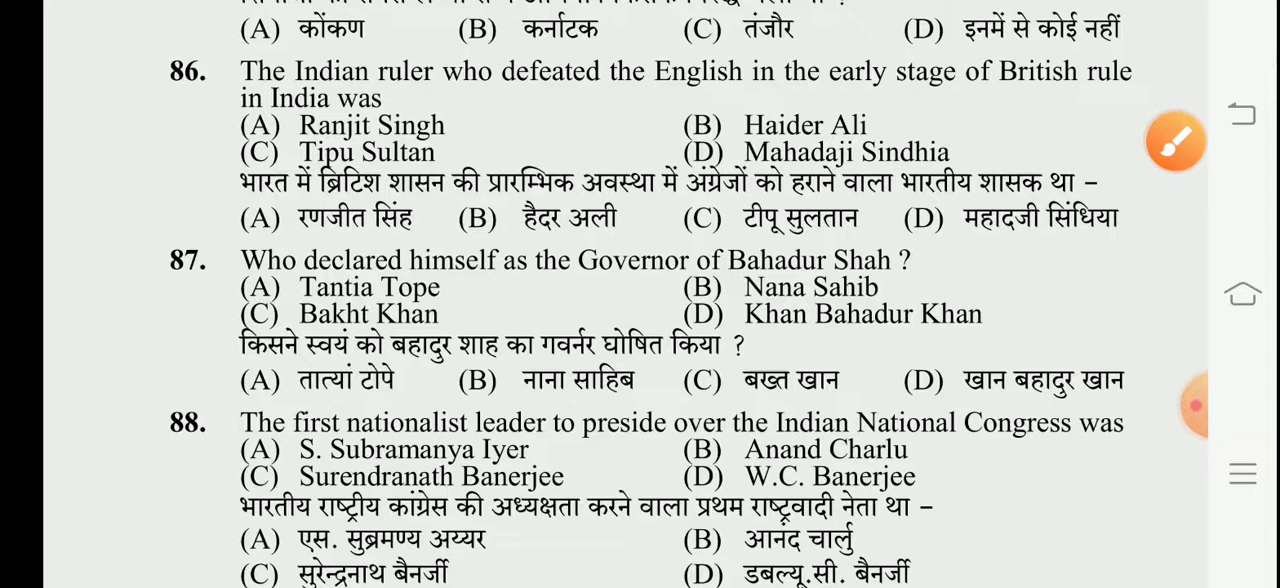 (A) कोंकण (B) कर्नाटक (C) तंजौर (D) इनमें से कोई नहीं
86. The Indian ruler who defeated the English in the early stage of British rule
in India was
(A) Ranjit Singh (B) Haider Ali
(C) Tipu Sultan (D) Mahadaji Sindhia
भारत में ब्रिटिश शासन की प्रारम्भिक अवस्था में अंग्रेजों को हराने वाला भारतीय शासक था –
(A) रणजीत सिंह (B) हैदर अली (C) टीपू सुलतान (D) महादजी सिंधिया
87. Who declared himself as the Governor of Bahadur Shah ?
(A) Tantia Tope (B) Nana Sahib
(C) Bakht Khan (D) Khan Bahadur Khan
किसने स्वयं को बहादुर शाह का गवर्नर घोषित किया ?
(A) तात्यां टोपे (B) नाना साहिब (C) बख्त खान (D) खान बहादुर खान
88. The first nationalist leader to preside over the Indian National Congress was
(A) S. Subramanya Iyer (B) Anand Charlu
(C) Surendranath Banerjee (D) W.C. Banerjee
भारतीय राष्ट्रीय कांग्रेस की अध्यक्षता करने वाला प्रथम राष्ट्रवादी नेता था –
(A) एस. सुब्रमण्य अय्यर (B) आनंद चार्लु
(C) सुरेन्द्रनाथ बैनर्जी (D) डबल्यू.सी. बैनर्जी